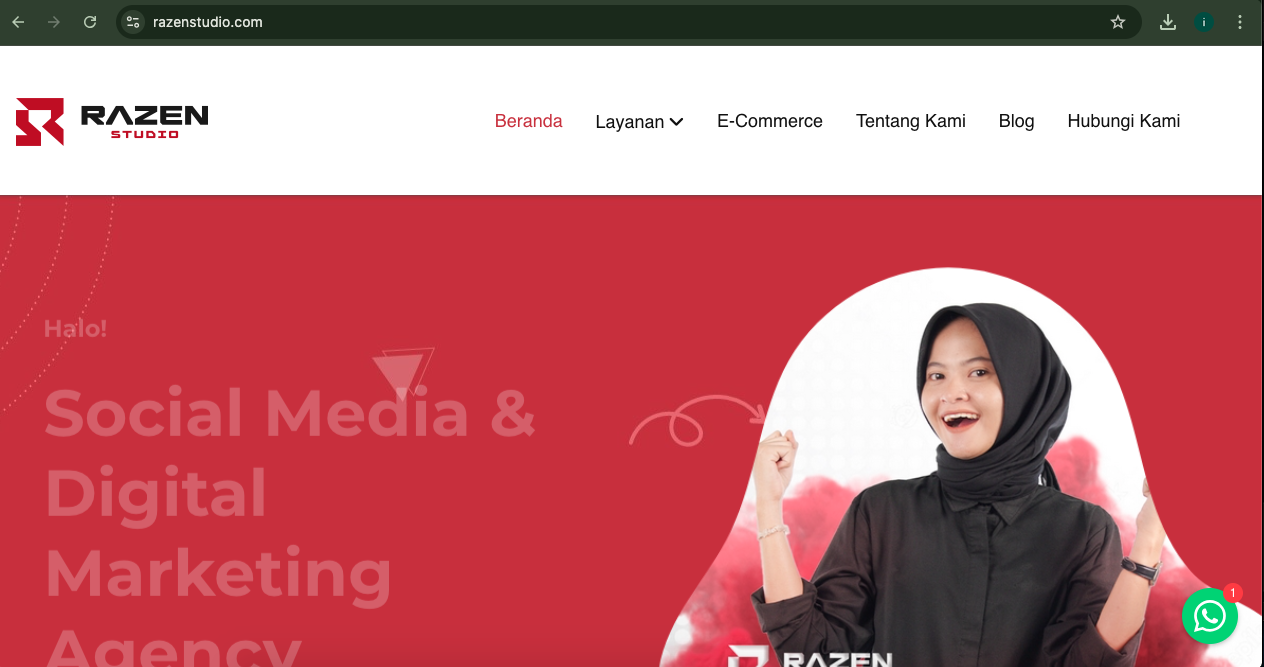 razenstudio.com
i
RAZEN
STUDIO
Beranda
Layanan
E-Commerce
Tentang Kami
Blog
Hubungi Kami
Halo!
Social Media &
Digital
Marketing
Agency
RAZEN
1